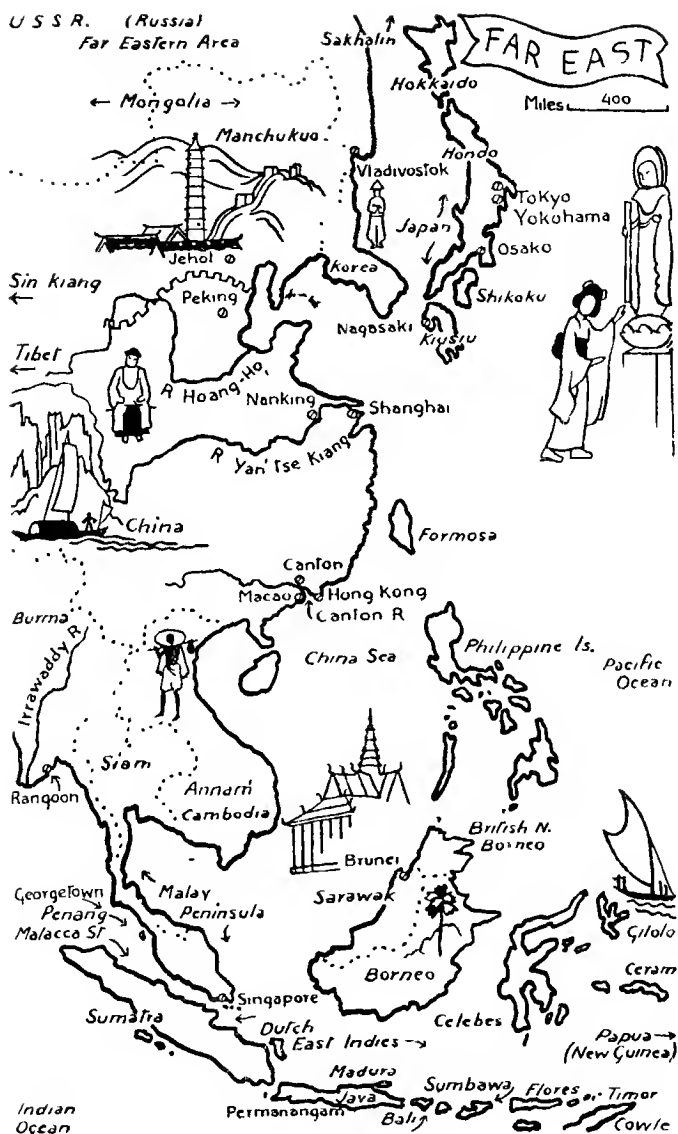 USSR. (Russia)
Far Eastern Area
Sakhalin
FAR EAST
Hokkaido
← Mongolia →
Miles 400
Manchukuo
Hondo
Vladivostok
Tokyo
Yokohama
Japan
Osako
Jehol
Korea
Sin kiang
Peking
Shikoku
Nagasaki
Kiusiu
Tibet
R Hoang-Ho,
Nanking
Shanghai
R Yan'tse Kiang
China
Formosa
Canton
Macao
Hong Kong
Canton R
Burma
Irrawaddy R
China Sea
Philippine Is.
Pacific
Ocean
Siam
Rangoon
Annam
Cambodia
British N.
Borneo
Brunei
Malay
Peninsula
Sarawak
Georgetown
Penang
Malacca St
Gilolo
Borneo
Ceram
Singapore
Sumatra
Celebes
Dutch
East Indies →
Papua →
(New Guinea)
Madura
Java
Sumbawa
Flores
Timor
Permanangam
Bali
Cowle
Indian
Ocean